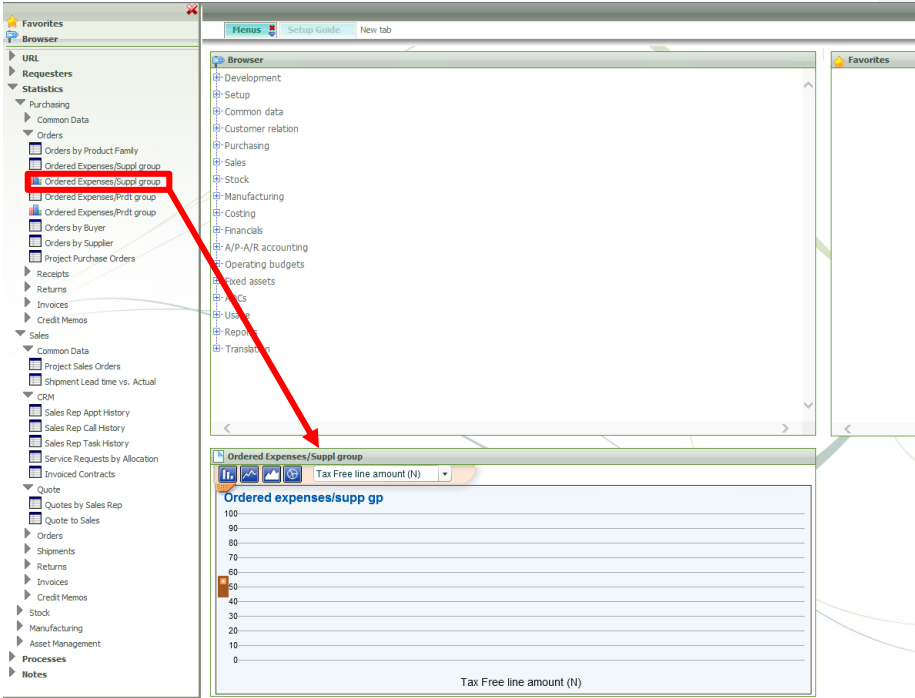 Favorites
Browser
URL
Requesters
Statistics
Purchasing
Common Data
Orders
Orders by Product Family
Ordered Expenses/Suppl group
Ordered Expenses/Suppl group
Ordered Expenses/Prdt group
Ordered Expenses/Prdt group
Orders by Buyer
Orders by Supplier
Project Purchase Orders
Receipts
Returns
Invoices
Credit Memos
Sales
Common Data
Project Sales Orders
Shipment Lead time vs. Actual
CRM
Sales Rep Appt History
Sales Rep Call History
Sales Rep Task History
Service Requests by Allocation
Invoiced Contracts
Quote
Quotes by Sales Rep
Quote to Sales
Orders
Shipments
Returns
Invoices
Credit Memos
Stock
Manufacturing
Asset Management
Processes
Notes
Menus Setup Guide New tab
Browser
Development
Setup
Common data
Customer relation
Purchasing
Sales
Stock
Manufacturing
Costing
Financials
A/P-A/R accounting
Operating budgets
Fixed assets
Usage
Reports
Translation
Favorites
Ordered Expenses/Suppl group
Tax Free line amount (N)
Ordered expenses/supp gp
100
90
80
70
60
50
40
30
20
10
0
Tax Free line amount (N)